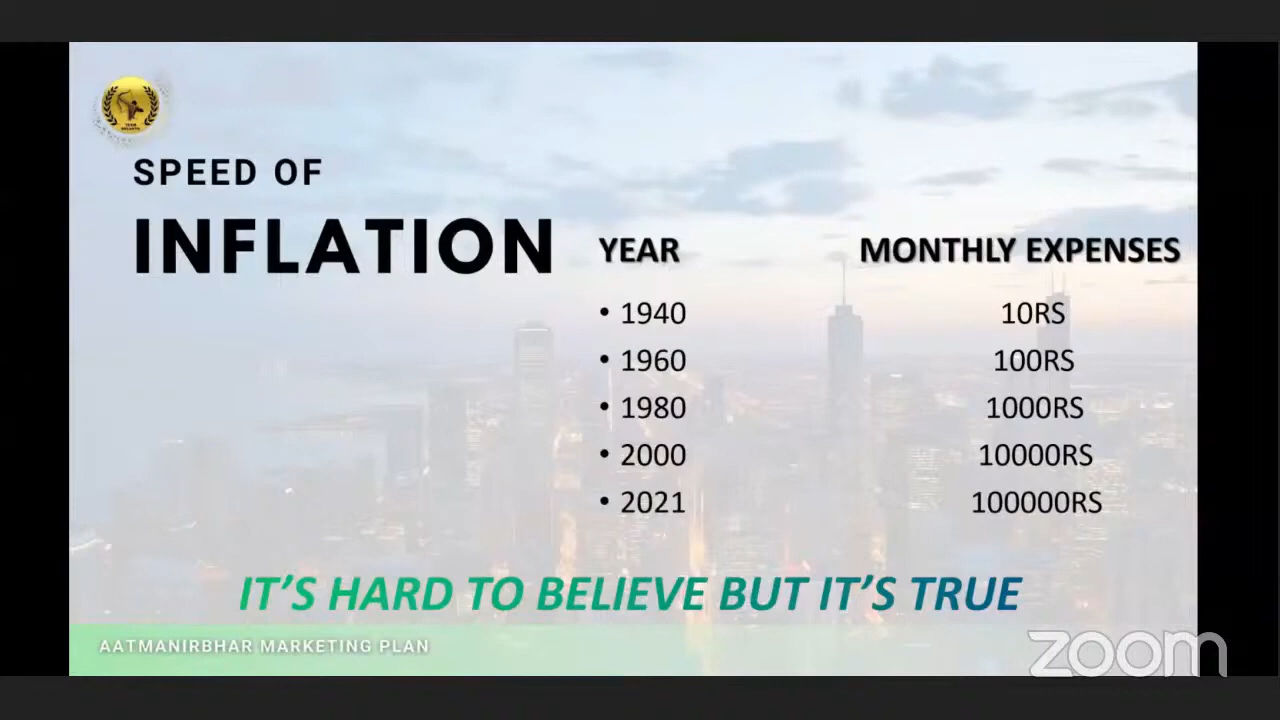 SPEED OF
INFLATION
YEAR MONTHLY EXPENSES
• 1940 10RS
• 1960 100RS
• 1980 1000RS
• 2000 10000RS
• 2021 100000RS
IT'S HARD TO BELIEVE BUT IT'S TRUE
AATMANIRBHAR MARKETING PLAN
zoom